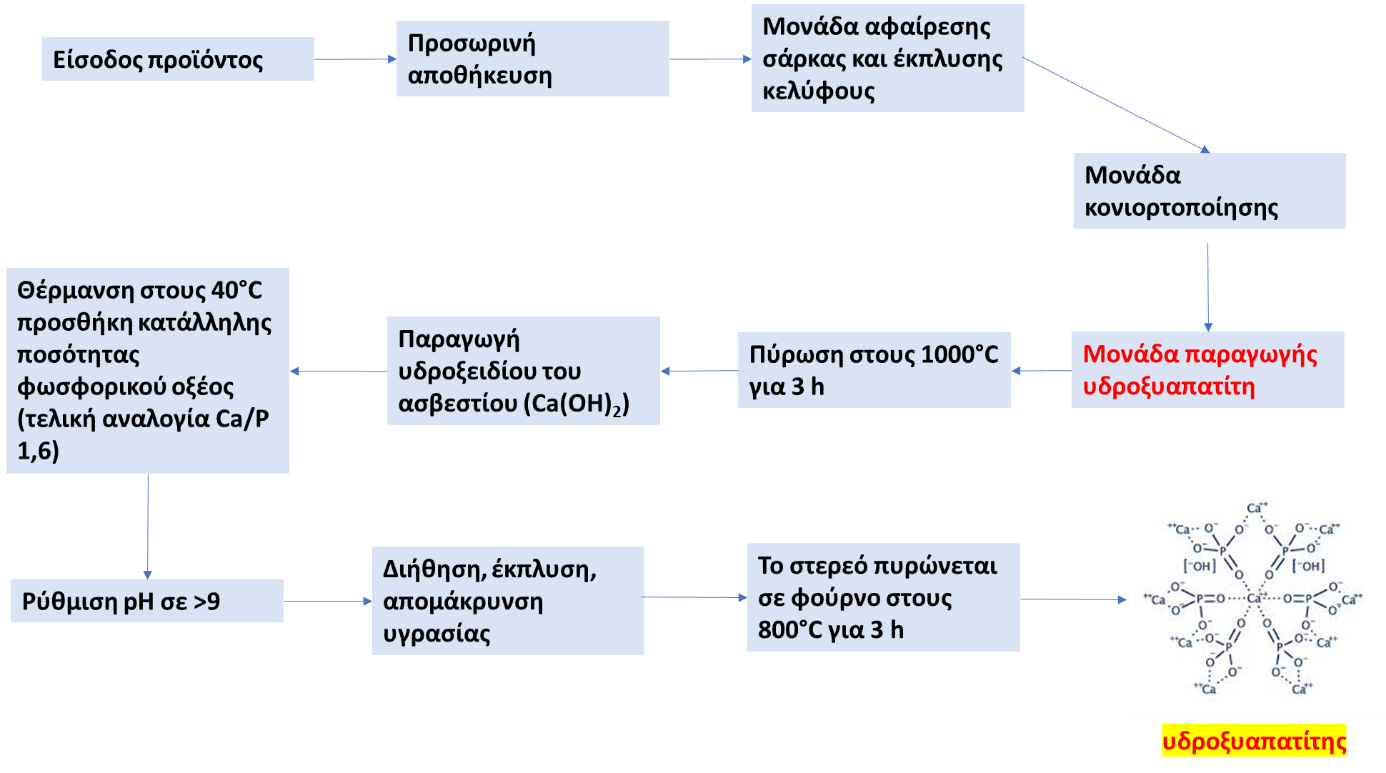 Είσοδος προϊόντος
Προσωρινή
αποθήκευση
Μονάδα αφαίρεσης
σάρκας και έκπλυσης
κελύφους
Μονάδα
κονιορτοποίησης
Μονάδα παραγωγής
υδροξυαπατίτη
Πύρωση στους 1000°C
για 3 h
Παραγωγή
υδροξειδίου του
ασβεστίου (Ca(OH)₂)
Θέρμανση στους 40°C
προσθήκη κατάλληλης
ποσότητας
φωσφορικού οξέος
(τελική αναλογία Ca/P
1,6)
Ρύθμιση pH σε >9
Διήθηση, έκπλυση,
απομάκρυνση
υγρασίας
Το στερεό πυρώνεται
σε φούρνο στους
800°C για 3 h
υδροξυαπατίτης